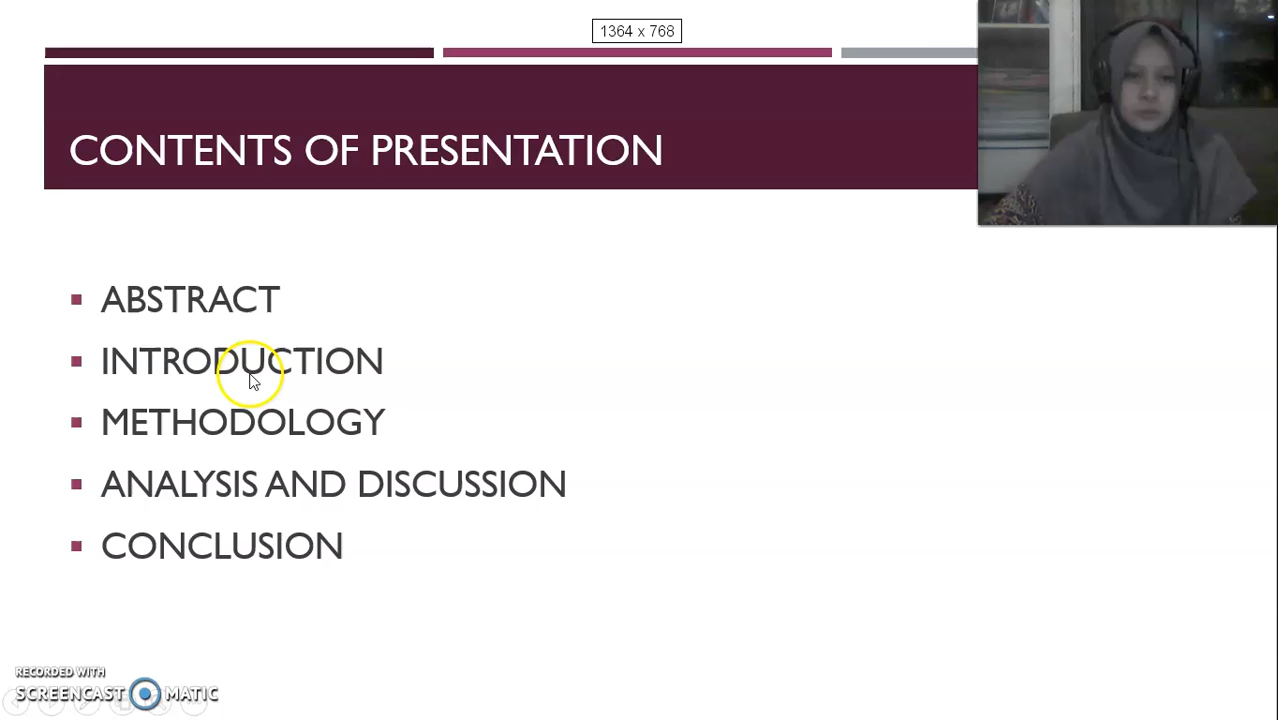 1364 x 768
CONTENTS OF PRESENTATION
ABSTRACT
INTRODUCTION
METHODOLOGY
ANALYSIS AND DISCUSSION
CONCLUSION
RECORDED WITH
SCREENCAST MATIC